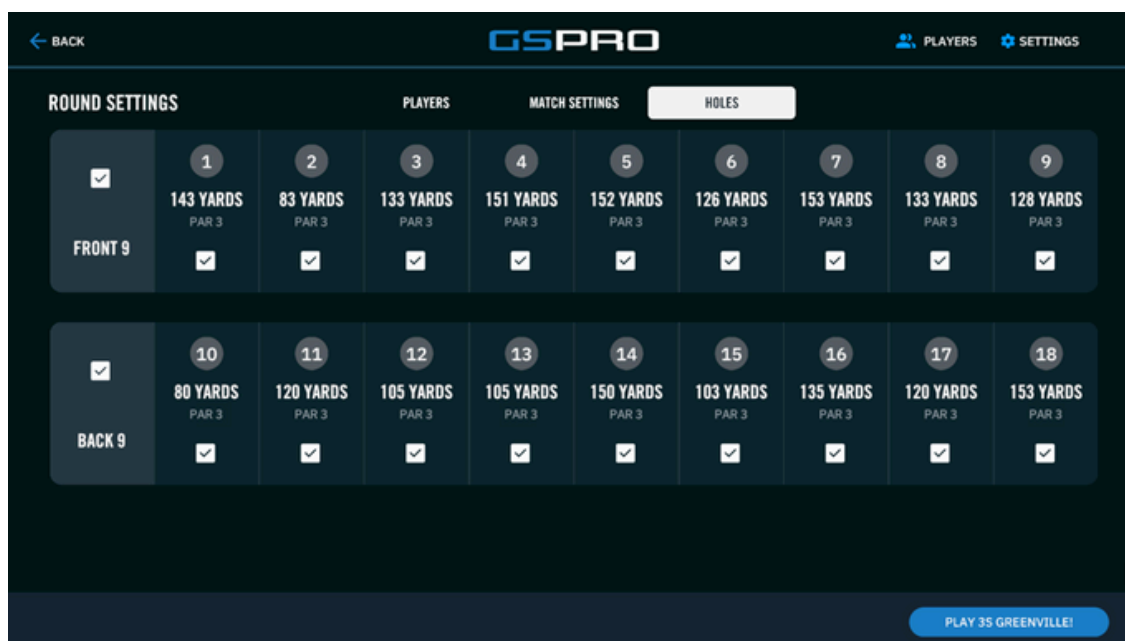 BACK
GSPRO
PLAYERS
SETTINGS
ROUND SETTINGS
PLAYERS
MATCH SETTINGS
HOLES
1 2 3 4 5 6 7 8 9
143 YARDS 83 YARDS 133 YARDS 151 YARDS 152 YARDS 126 YARDS 153 YARDS 133 YARDS 128 YARDS
PAR 3 PAR 3 PAR 3 PAR 3 PAR 3 PAR 3 PAR 3 PAR 3 PAR 3
FRONT 9
10 11 12 13 14 15 16 17 18
80 YARDS 120 YARDS 105 YARDS 105 YARDS 150 YARDS 103 YARDS 135 YARDS 120 YARDS 153 YARDS
PAR 3 PAR 3 PAR 3 PAR 3 PAR 3 PAR 3 PAR 3 PAR 3 PAR 3
BACK 9
PLAY 3S GREENVILLE!